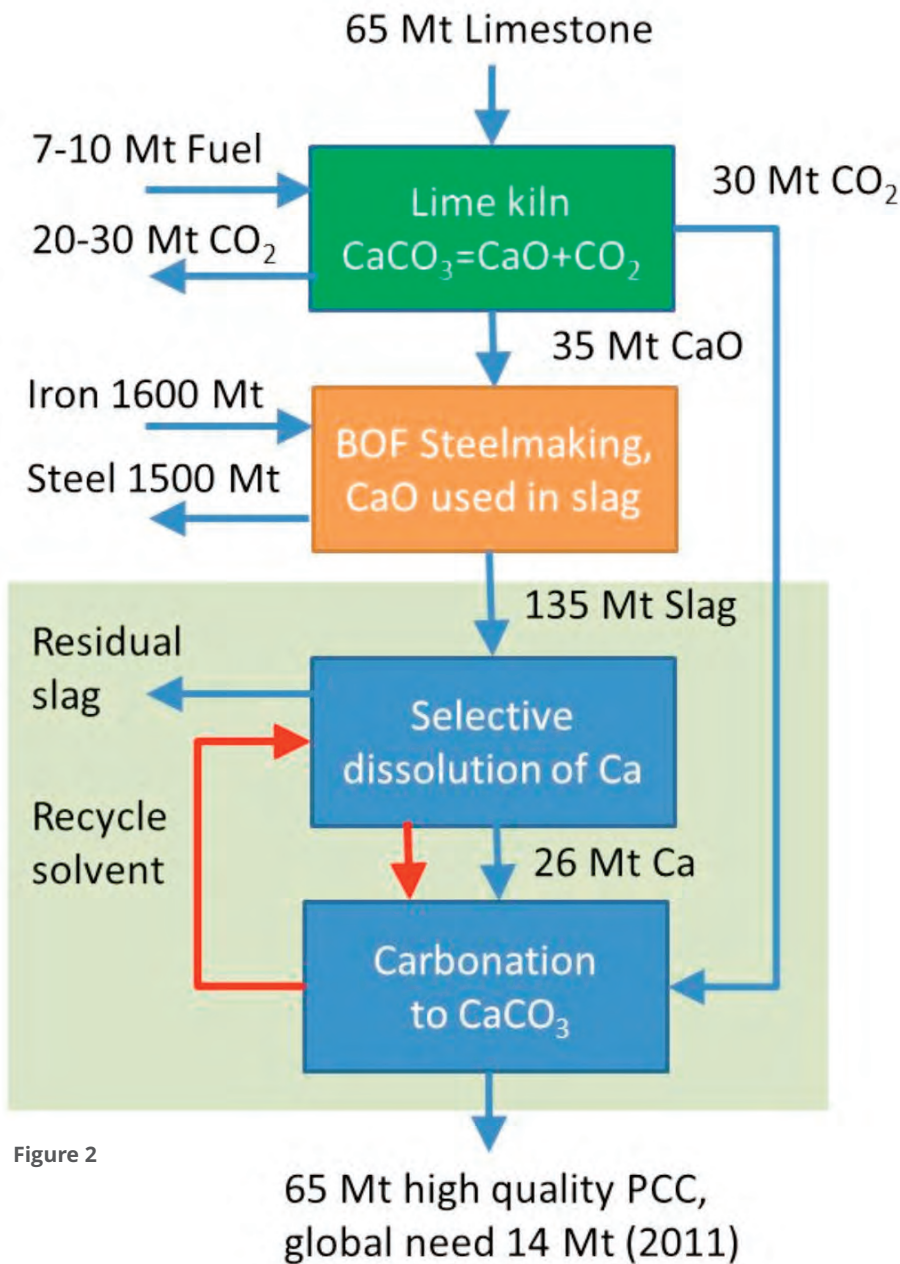 65 Mt Limestone
7-10 Mt Fuel
30 Mt CO₂
Lime kiln
20-30 Mt CO₂
CaCO₃=CaO+CO₂
35 Mt CaO
Iron 1600 Mt
BOF Steelmaking,
Steel 1500 Mt
CaO used in slag
135 Mt Slag
Residual
slag
Selective
dissolution of Ca
Recycle
solvent
26 Mt Ca
Carbonation
to CaCO₃
Figure 2
65 Mt high quality PCC,
global need 14 Mt (2011)